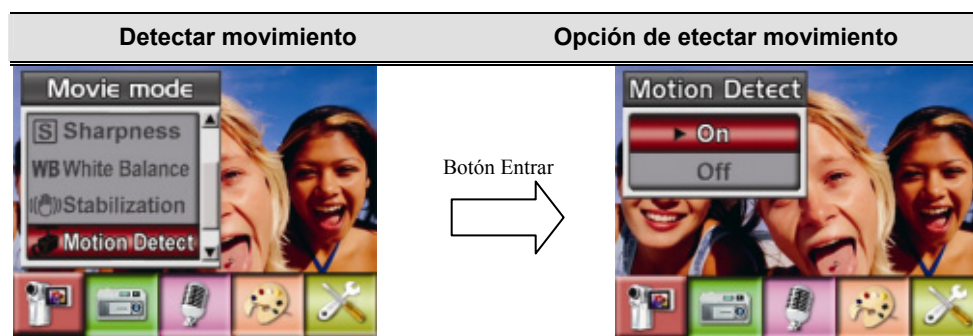 Detectar movimiento
Opción de etectar movimiento
Movie mode
S Sharpness
WB White Balance
Stabilization
Motion Detect
Botón Entrar
Motion Detect
On
Off